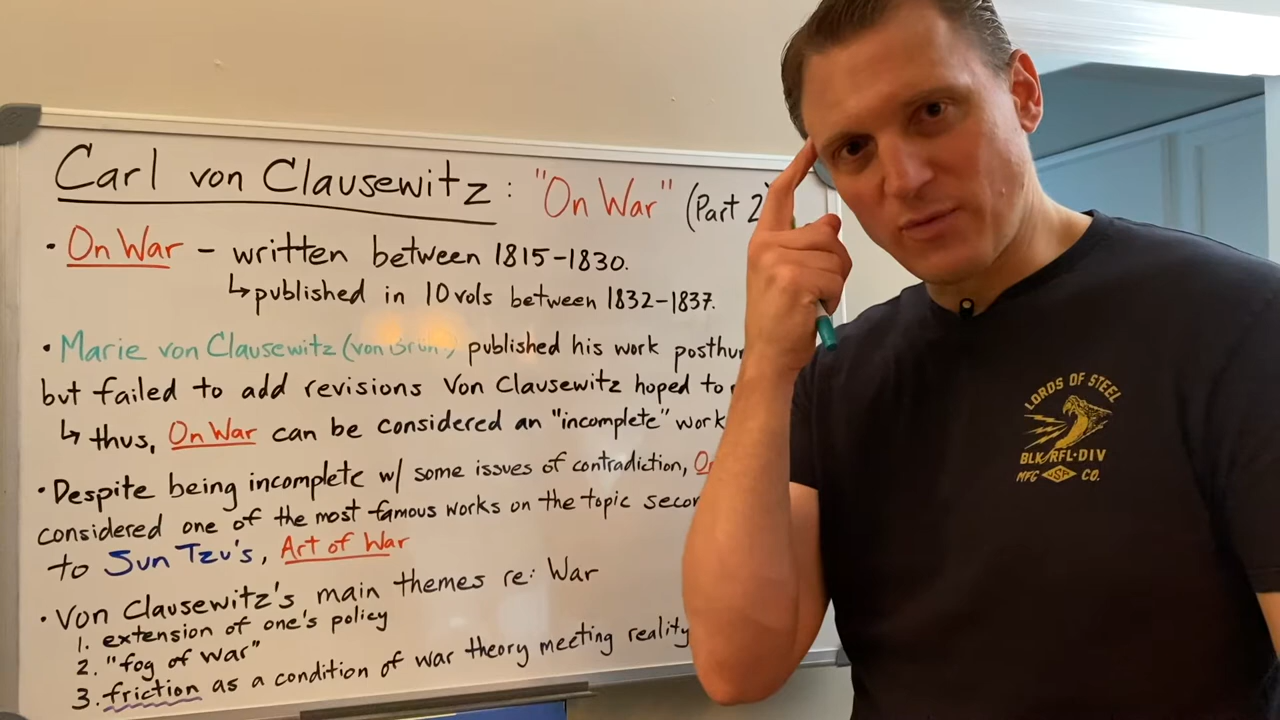 Carl von Clausewitz: "On War" (Part 2)
• On War – written between 1815–1830.
↳ published in 10 vols between 1832–1837.
• Marie von Clausewitz (von published his work
but failed to add revisions Von Clausewitz hoped to
↳ thus, On War can be considered an "incomplete" work
• Despite being incomplete w/ some issues of contradiction,
considered one of the most famous works on the topic
to Sun Tzu's, Art of War
• Von Clausewitz's main themes re: War
1. extension of one's policy
2. "fog of war"
3. friction as a condition of war theory meeting reality
LORDS OF STEEL
BLK/RFL-DIV
MFG USA CO.